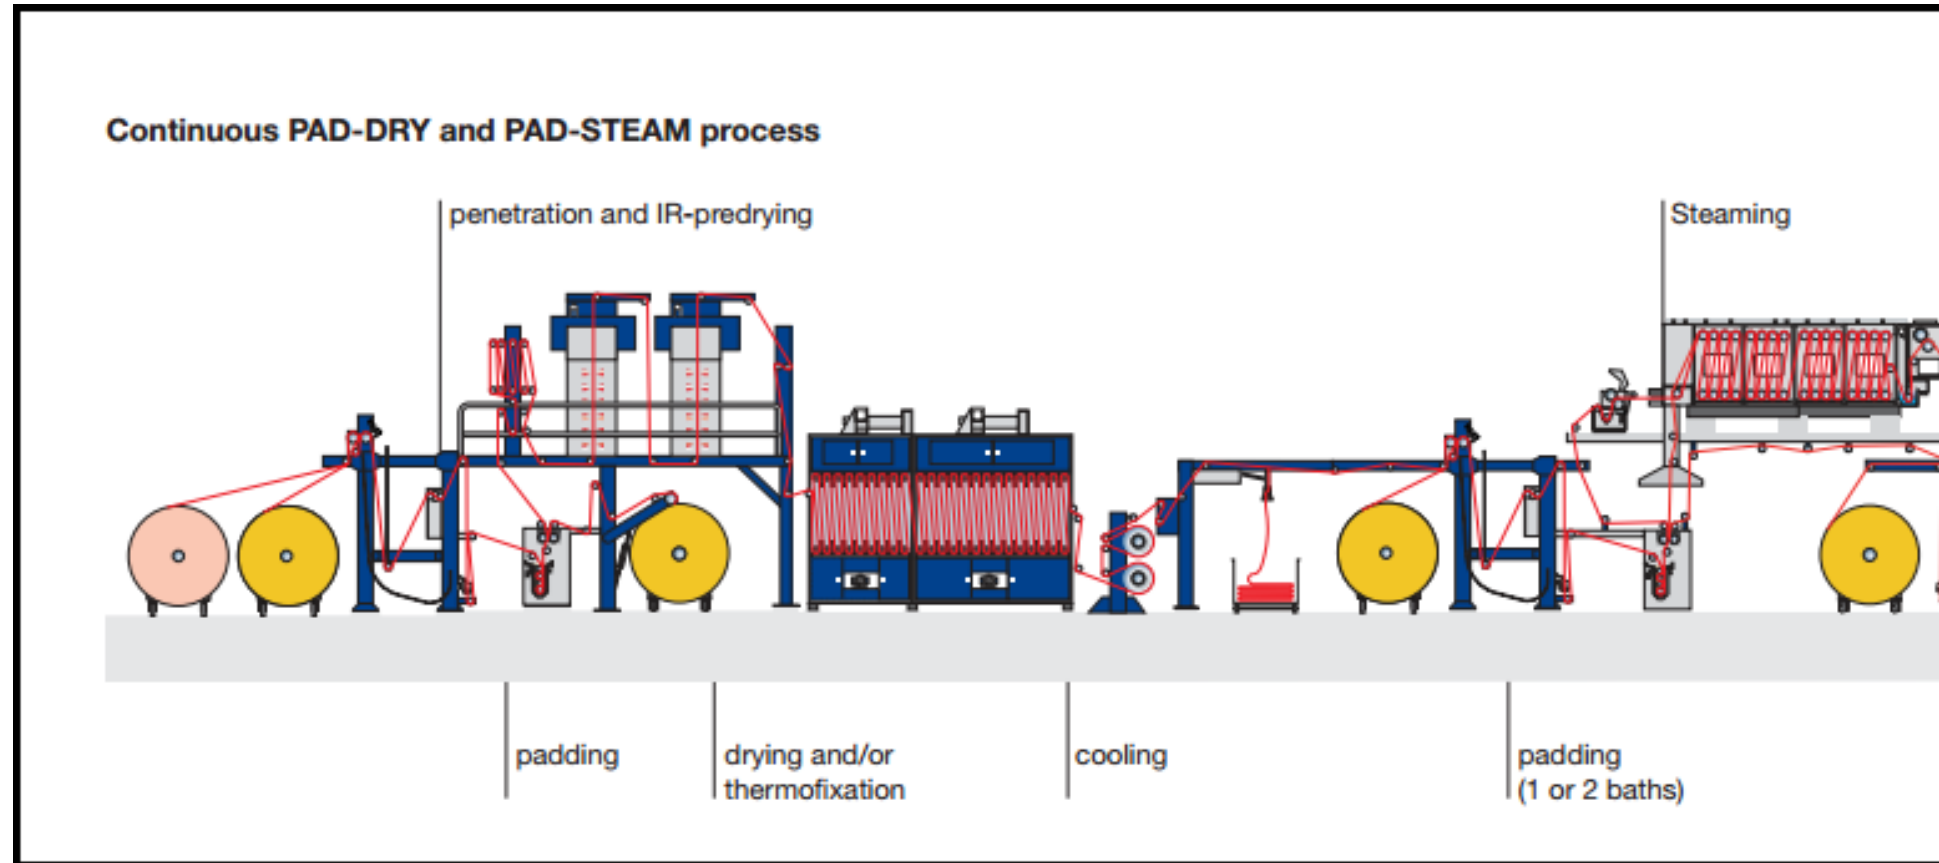 Continuous PAD-DRY and PAD-STEAM process
penetration and IR-predrying
Steaming
padding
drying and/or
thermofixation
cooling
padding
(1 or 2 baths)